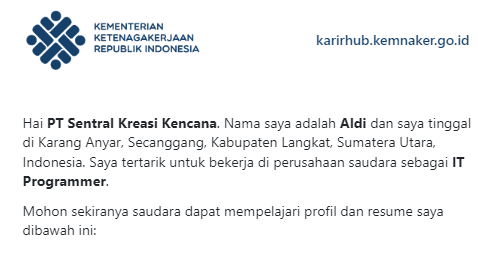 KEMENTERIAN
KETENAGAKERJAAN
REPUBLIK INDONESIA
karirhub.kemnaker.go.id
Hai PT Sentral Kreasi Kencana. Nama saya adalah Aldi dan saya tinggal
di Karang Anyar, Secanggang, Kabupaten Langkat, Sumatera Utara,
Indonesia. Saya tertarik untuk bekerja di perusahaan saudara sebagai IT
Programmer.
Mohon sekiranya saudara dapat mempelajari profil dan resume saya
dibawah ini: